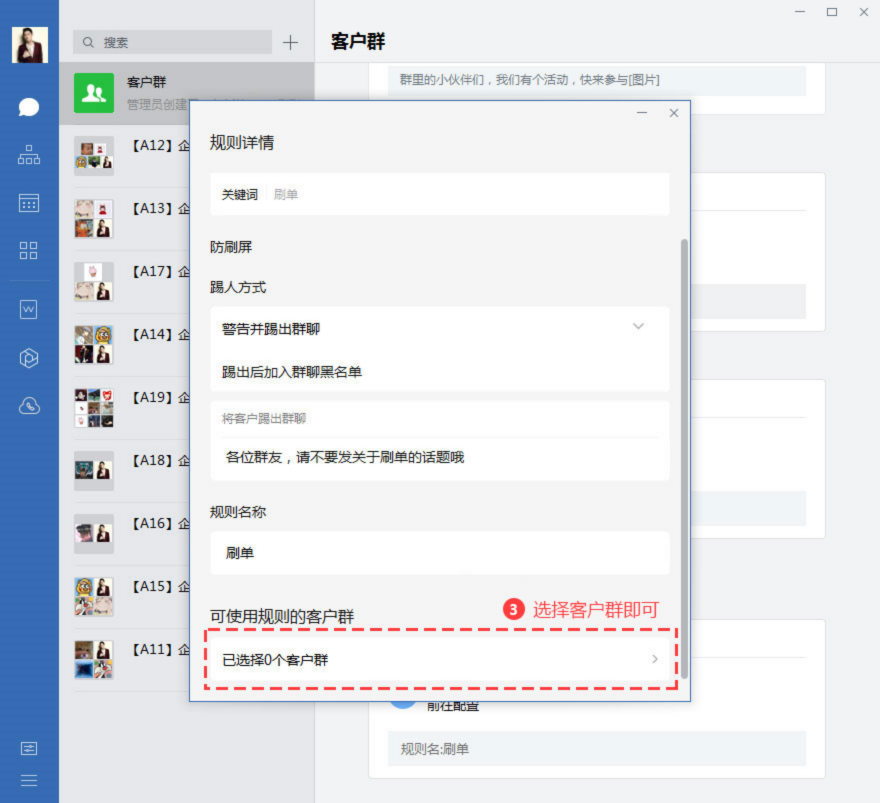 搜索
客户群
客户群
管理员创建
【A12】企
【A13】企
【A17】企
【A14】企
【A19】企
【A18】企
【A16】企
【A15】企
【A11】企
群里的小伙伴们，我们有个活动，快来参与[图片]
规则详情
关键词 刷单
防刷屏
踢人方式
警告并踢出群聊
踢出后加入群聊黑名单
将客户踢出群聊
各位群友，请不要发关于刷单的话题哦
规则名称
刷单
可使用规则的客户群
3 选择客户群即可
已选择0个客户群
前往配置
规则名:刷单